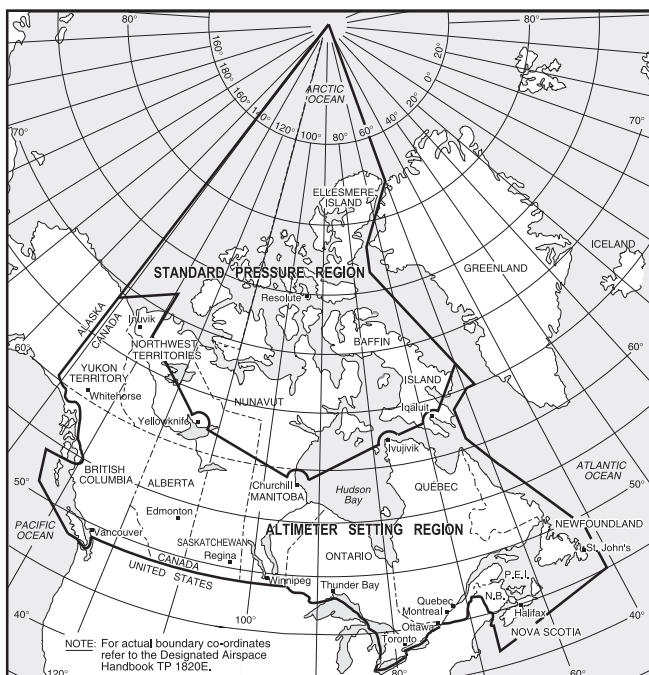 80°
80°
160°
180°
160°
140°
120°
100°
80°
60°
40°
20°
0°
20°
70°
70°
ARCTIC
OCEAN
ELLESMERE
ISLAND
ICELAND
GREENLAND
STANDARD PRESSURE REGION
Resolute
ALASKA
CANADA
Inuvik
NORTHWEST
TERRITORIES
BAFFIN
ISLAND
60°
60°
YUKON
TERRITORY
Whitehorse
NUNAVUT
Yellowknife
Iqaluit
Ivujivik
50°
50°
BRITISH
COLUMBIA
ALBERTA
Churchill
MANITOBA
Hudson
Bay
QUÉBEC
ATLANTIC
OCEAN
PACIFIC
OCEAN
Edmonton
Vancouver
SASKATCHEWAN
Regina
ALTIMETER SETTING REGION
ONTARIO
NEWFOUNDLAND
St. John's
CANADA
UNITED STATES
Winnipeg
Thunder Bay
P.E.I.
N.B.
Quebec
Montreal
Ottawa
Toronto
Halifax
NOVA SCOTIA
40°
40°
100°
120°
80°
60°
NOTE: For actual boundary co-ordinates
refer to the Designated Airspace
Handbook TP 1820E.